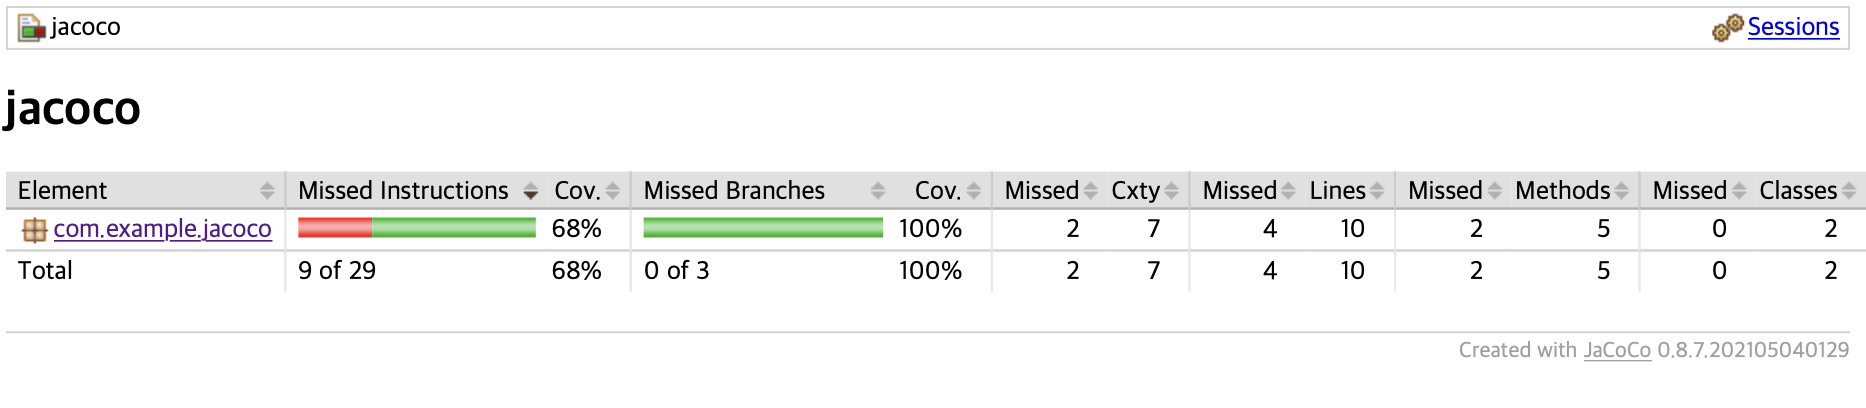 jacoco Sessions
jacoco
Element Missed Instructions Cov. Missed Branches Cov. Missed Cxty Missed Lines Missed Methods Missed Classes
com.example.jacoco 68% 100% 2 7 4 10 2 5 0 2
Total 9 of 29 68% 0 of 3 100% 2 7 4 10 2 5 0 2
Created with JaCoCo 0.8.7.202105040129